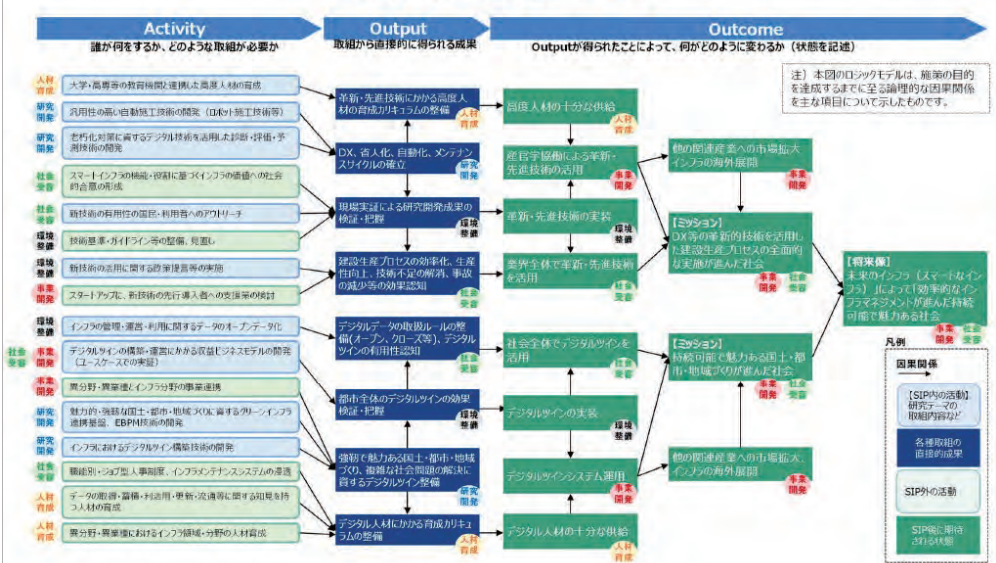 Activity
誰が何をするか、どのような取組が必要か
Output
取組から直接的に得られる成果
Outcome
Outputが得られたことによって、何がどのように変わるか（状態を記述）
注）本図のロジックモデルは、施策の目的
を達成するまでに至る論理的な因果関係
を主な項目について示したものです。
人材
育成
大学・高専等の教育機関と連携した高度人材の育成
研究
開発
汎用性の高い自動施工技術の開発（ロボット施工技術等）
研究
開発
老朽化対策に資するデジタル技術を活用した診断・評価・予
測技術の開発
社会
受容
スマートインフラの機能・役割に基づくインフラの価値への社会
的合意の形成
社会
受容
新技術の有用性の国民・利用者へのアウトリーチ
環境
整備
技術基準・ガイドライン等の整備、見直し
環境
整備
新技術の活用に関する政策提言等の実施
事業
開発
スタートアップに、新技術の先行導入者への支援策の検討
環境
整備
インフラの管理・運営・利用に関するデータのオープンデータ化
社会
受容
事業
開発
デジタルツインの構築・運営にかかる収益ビジネスモデルの開発
（ユースケースでの実証）
事業
開発
異分野・異業種とインフラ分野の事業連携
研究
開発
魅力的・強靱な国土・都市・地域づくりに資するグリーンインフラ
連携基盤、EBPM技術の開発
研究
開発
インフラにおけるデジタルツイン構築技術の開発
社会
受容
職能別・ジョブ型人事制度、インフラメンテナンスシステムの浸透
人材
育成
データの取得・蓄積・利活用・更新・流通等に関する知見を持
つ人材の育成
人材
育成
異分野・異業種におけるインフラ領域・分野の人材育成
革新・先進技術にかかる高度人
材の育成カリキュラムの整備
人材
育成
DX、省人化、自動化、メンテナン
スサイクルの確立
研究
開発
現場実証による研究開発成果の
検証・把握
環境
整備
建設生産プロセスの効率化、生産
性向上、技術不足の解消、事故
の減少等の効果認知
社会
受容
デジタルデータの取扱ルールの整
備(オープン、クローズ等)、デジタル
ツインの有用性認知
社会
受容
都市全体のデジタルツインの効果
検証・把握
環境
整備
強靭で魅力ある国土・都市・地域
づくり、複雑な社会問題の解決に
資するデジタルツイン整備
研究
開発
デジタル人材にかかる育成カリキュ
ラムの整備
人材
育成
高度人材の十分な供給
人材
育成
産官学協働による革新・
先進技術の活用
事業
開発
革新・先進技術の実装
環境
整備
業界全体で革新・先進技術
を活用
社会
受容
社会全体でデジタルツインを
活用
社会
受容
デジタルツインの実装
環境
整備
デジタルツインシステム運用
事業
開発
デジタル人材の十分な供給
人材
育成
他の関連産業への市場拡大
インフラの海外展開
事業
開発
【ミッション】
DX等の革新的技術を活用し
た建設生産プロセスの全面的
な実施が進んだ社会
事業
開発
社会
受容
【ミッション】
持続可能で魅力ある国土・都
市・地域づくりが進んだ社会
事業
開発
社会
受容
他の関連産業への市場拡大、
インフラの海外展開
事業
開発
【将来像】
未来のインフラ（スマートなイン
フラ）」によって「効率的なイン
フラマネジメントが進んだ持続
可能で魅力ある社会
事業
開発
社会
受容
凡例
因果関係
【SIP内の活動】
研究テーマの
取組内容など
各種取組の
直接的成果
SIP外の活動
SIP後に期待
される状態